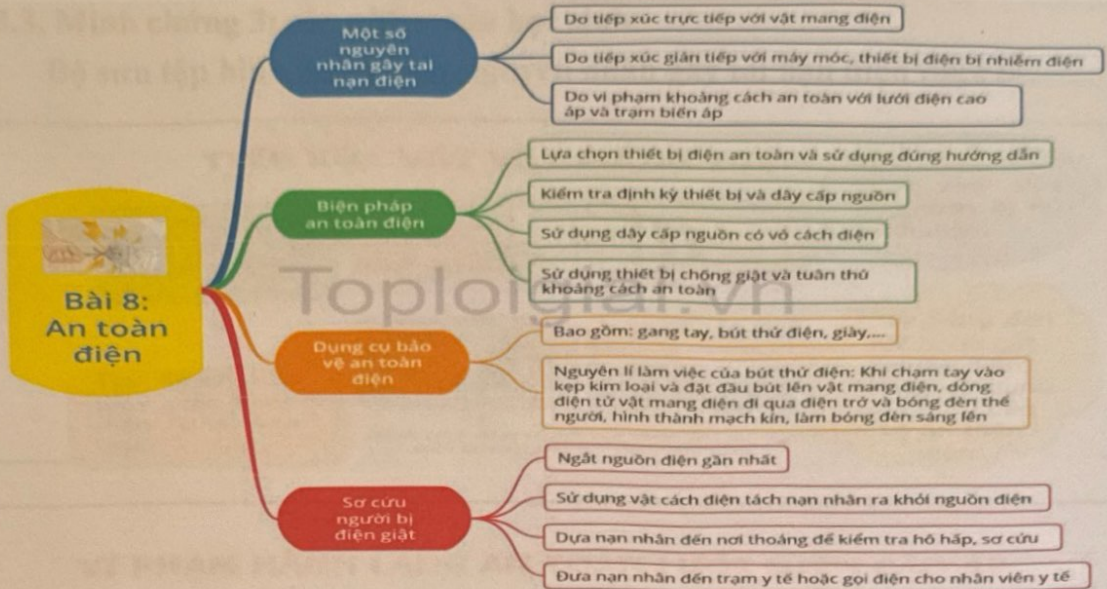 Một số
nguyên
nhân gây tai
nạn điện
Do tiếp xúc trực tiếp với vật mang điện
Do tiếp xúc gián tiếp với máy móc, thiết bị điện bị nhiễm điện
Do vi phạm khoảng cách an toàn với lưới điện cao
áp và trạm biến áp
Biện pháp
an toàn điện
Lựa chọn thiết bị điện an toàn và sử dụng đúng hướng dẫn
Kiểm tra định kỳ thiết bị và dây cấp nguồn
Sử dụng dây cấp nguồn có vỏ cách điện
Sử dụng thiết bị chống giật và tuân thủ
khoảng cách an toàn
Toploigiai.vn
Bài 8:
An toàn
điện
Dụng cụ bảo
vệ an toàn
điện
Bao gồm: gang tay, bút thử điện, giày,...
Nguyên lí làm việc của bút thử điện: Khi chạm tay vào
kẹp kim loại và đặt đầu bút lên vật mang điện, dòng
điện từ vật mang điện đi qua điện trở và bóng đèn thể
người, hình thành mạch kín, làm bóng đèn sáng lên
Sơ cứu
người bị
điện giật
Ngắt nguồn điện gần nhất
Sử dụng vật cách điện tách nạn nhân ra khỏi nguồn điện
Dựa nạn nhân đến nơi thoáng để kiểm tra hô hấp, sơ cứu
Đưa nạn nhân đến trạm y tế hoặc gọi điện cho nhân viên y tế